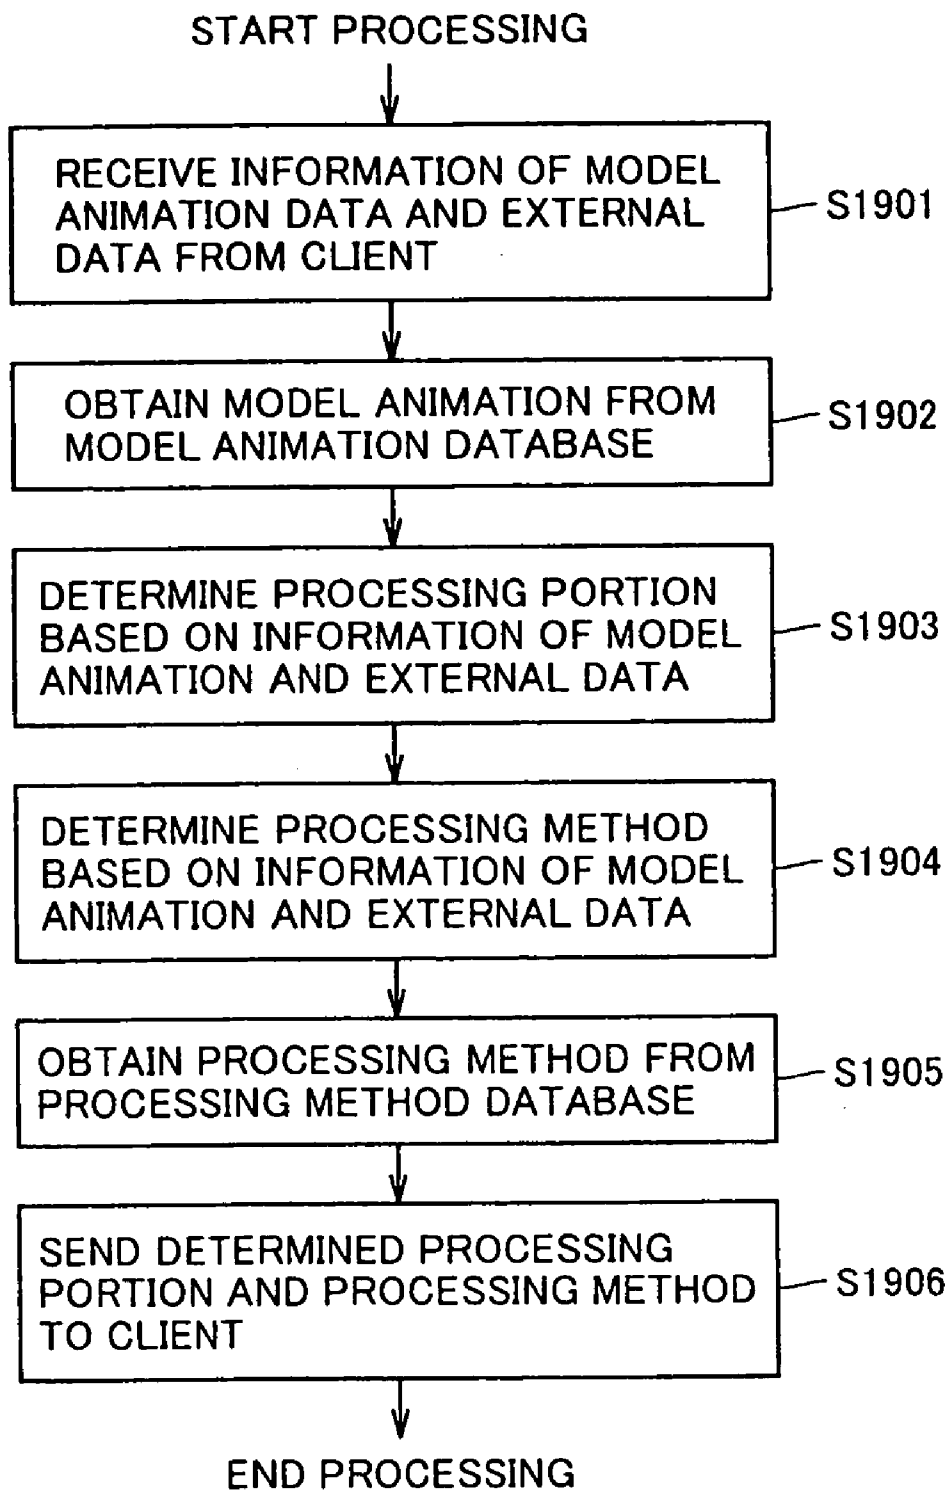 START PROCESSING
RECEIVE INFORMATION OF MODEL
ANIMATION DATA AND EXTERNAL
DATA FROM CLIENT
S1901
OBTAIN MODEL ANIMATION FROM
MODEL ANIMATION DATABASE
S1902
DETERMINE PROCESSING PORTION
BASED ON INFORMATION OF MODEL
ANIMATION AND EXTERNAL DATA
S1903
DETERMINE PROCESSING METHOD
BASED ON INFORMATION OF MODEL
ANIMATION AND EXTERNAL DATA
S1904
OBTAIN PROCESSING METHOD FROM
PROCESSING METHOD DATABASE
S1905
SEND DETERMINED PROCESSING
PORTION AND PROCESSING METHOD
TO CLIENT
S1906
END PROCESSING